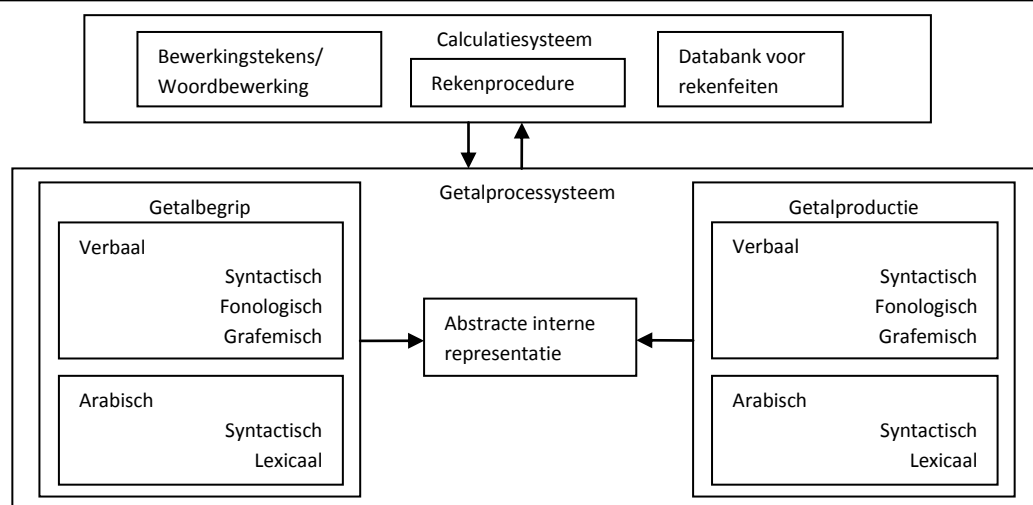 Calculatiesysteem
Bewerkingstekens/
Woordbewerking
Rekenprocedure
Databank voor
rekenfeiten
Getalprocessysteem
Getalbegrip
Verbaal
Syntactisch
Fonologisch
Grafemisch
Arabisch
Syntactisch
Lexicaal
Abstracte interne
representatie
Getalproductie
Verbaal
Syntactisch
Fonologisch
Grafemisch
Arabisch
Syntactisch
Lexicaal